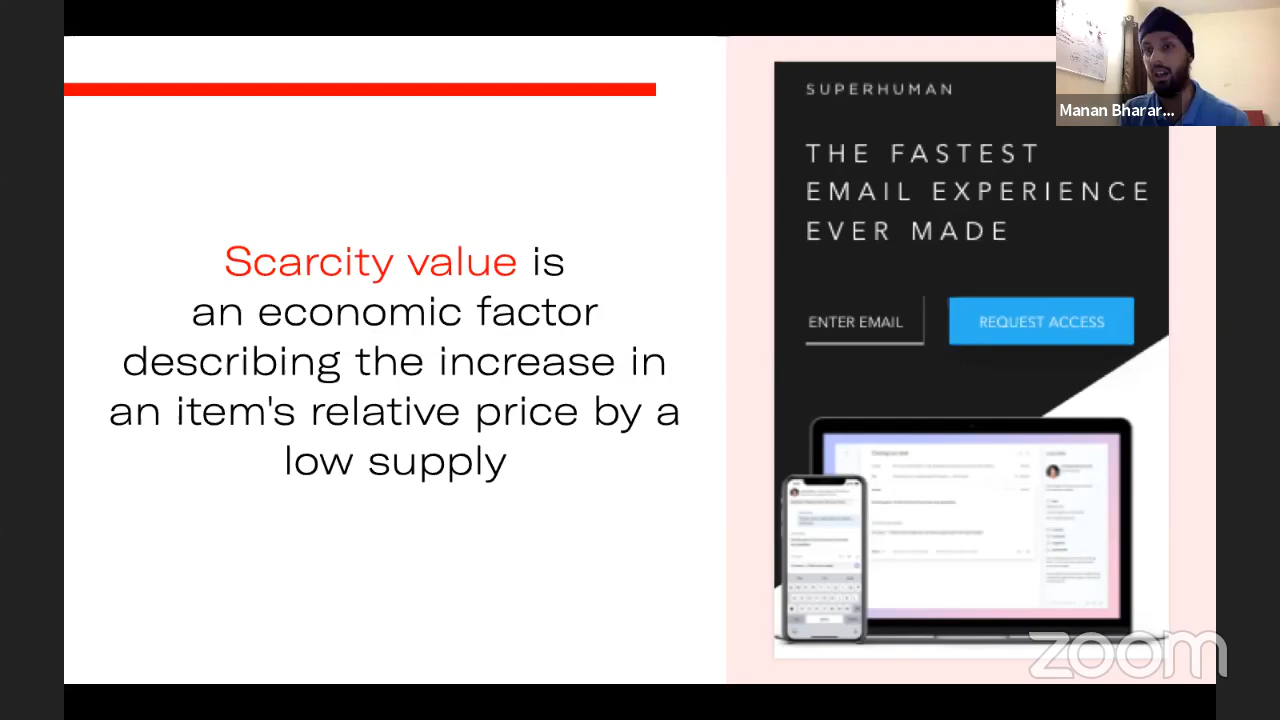 Scarcity value is
an economic factor
describing the increase in
an item's relative price by a
low supply
SUPERHUMAN
THE FASTEST
EMAIL EXPERIENCE
EVER MADE
ENTER EMAIL
REQUEST ACCESS
Manan Bharar...
zoom